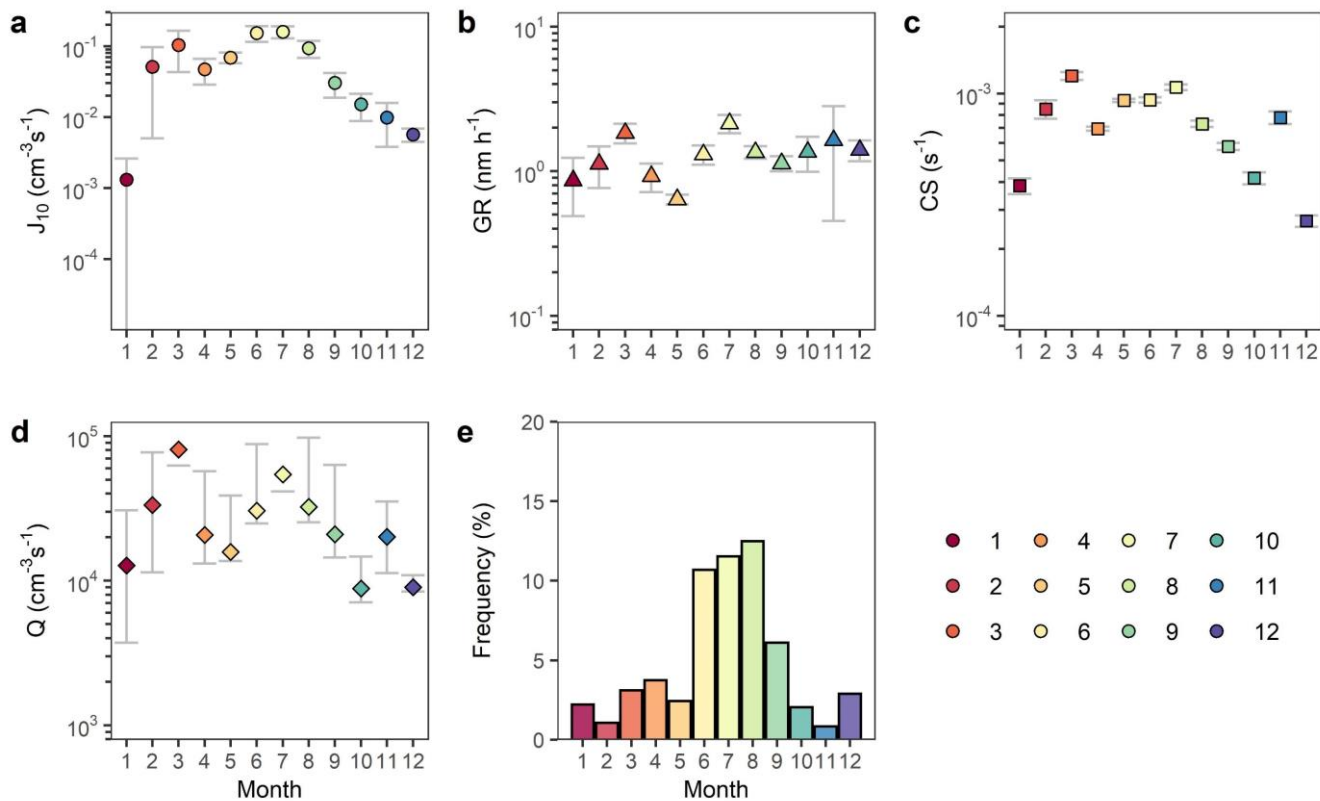 a
J₁₀ (cm⁻³s⁻¹)
10⁻¹
10⁻²
10⁻³
10⁻⁴
1 2 3 4 5 6 7 8 9 10 11 12
b
GR (nm h⁻¹)
10¹
10⁰
10⁻¹
1 2 3 4 5 6 7 8 9 10 11 12
c
CS (s⁻¹)
10⁻³
10⁻⁴
1 2 3 4 5 6 7 8 9 10 11 12
d
Q (cm⁻³s⁻¹)
10⁵
10⁴
10³
1 2 3 4 5 6 7 8 9 10 11 12
Month
e
Frequency (%)
20
15
10
5
0
1 2 3 4 5 6 7 8 9 10 11 12
Month
1 4 7 10
2 5 8 11
3 6 9 12